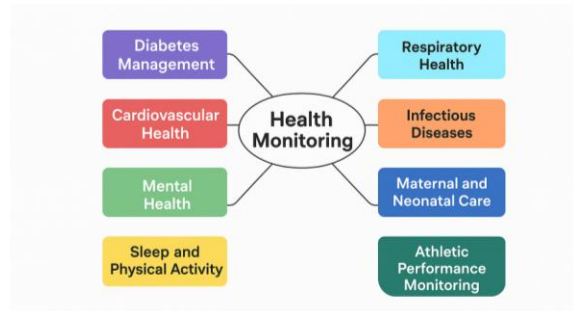 Diabetes
Management
Cardiovascular
Health
Mental
Health
Sleep and
Physical Activity
Health
Monitoring
Respiratory
Health
Infectious
Diseases
Maternal and
Neonatal Care
Athletic
Performance
Monitoring